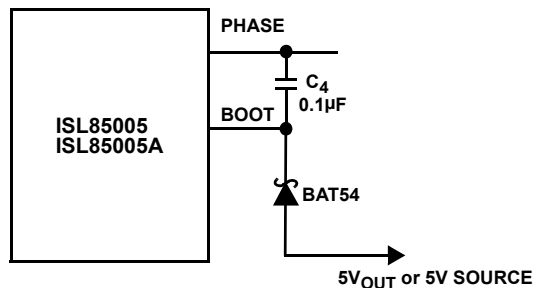 PHASE
C4
0.1µF
BOOT
ISL85005
ISL85005A
BAT54
5VOUT or 5V SOURCE